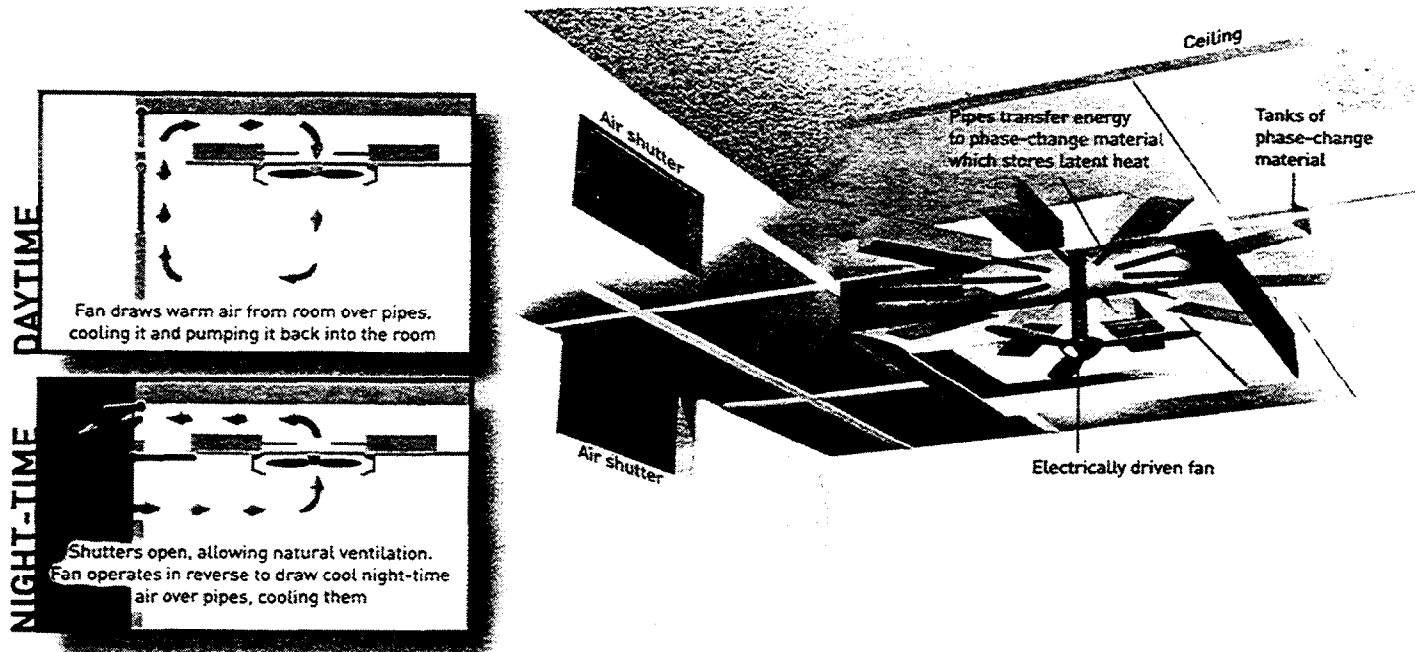 DAYTIME
Fan draws warm air from room over pipes,
cooling it and pumping it back into the room
NIGHT-TIME
Shutters open, allowing natural ventilation.
Fan operates in reverse to draw cool night-time
air over pipes, cooling them
Ceiling
Air shutter
Pipes transfer energy
to phase-change material
which stores latent heat
Tanks of
phase-change
material
Air shutter
Electrically driven fan